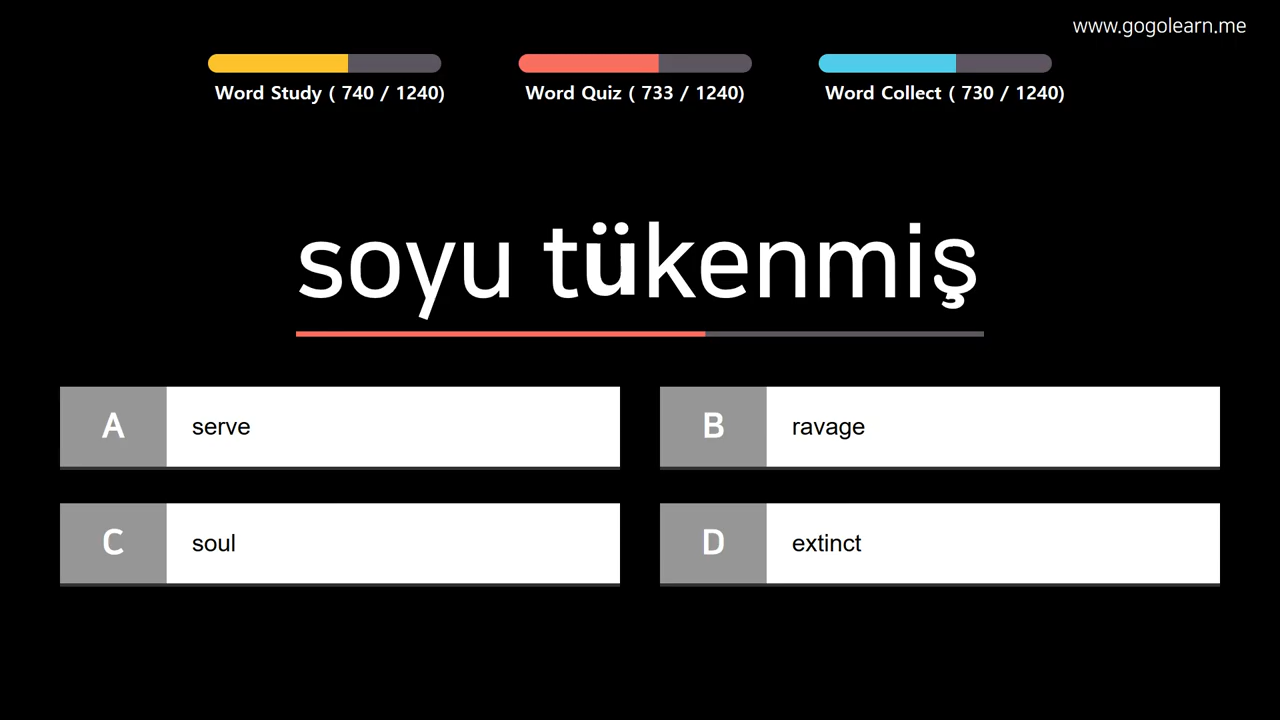 www.gogolearn.me
Word Study ( 740 / 1240)
Word Quiz ( 733 / 1240)
Word Collect ( 730 / 1240)
soyu tükenmiş
A serve
B ravage
C soul
D extinct